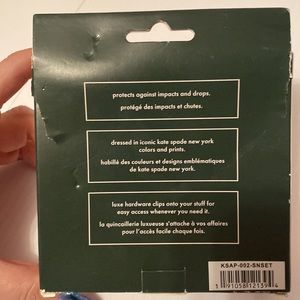 protects against impacts and drops.
protégé des impacts et chutes.
dressed in iconic kate spade new york
colors and prints.
habillé des couleurs et designs emblématiques
de kate spade new york.
luxe hardware clips onto your stuff for
easy access whenever you need it.
la quincaillerie luxueuse s'attache à vos affaires
pour l'accès facile chaque fois.
KSAP-002-SNSET